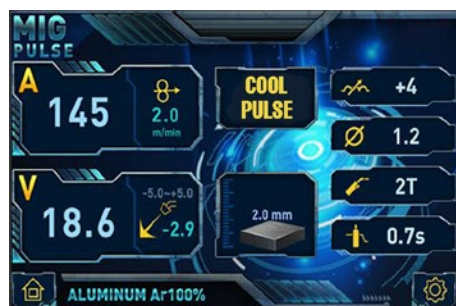 MIG
PULSE
A
145
2.0
m/min
COOL
PULSE
+4
1.2
2T
0.7s
V
18.6
-5.0~+5.0
-2.9
2.0 mm
ALUMINUM Ar100%